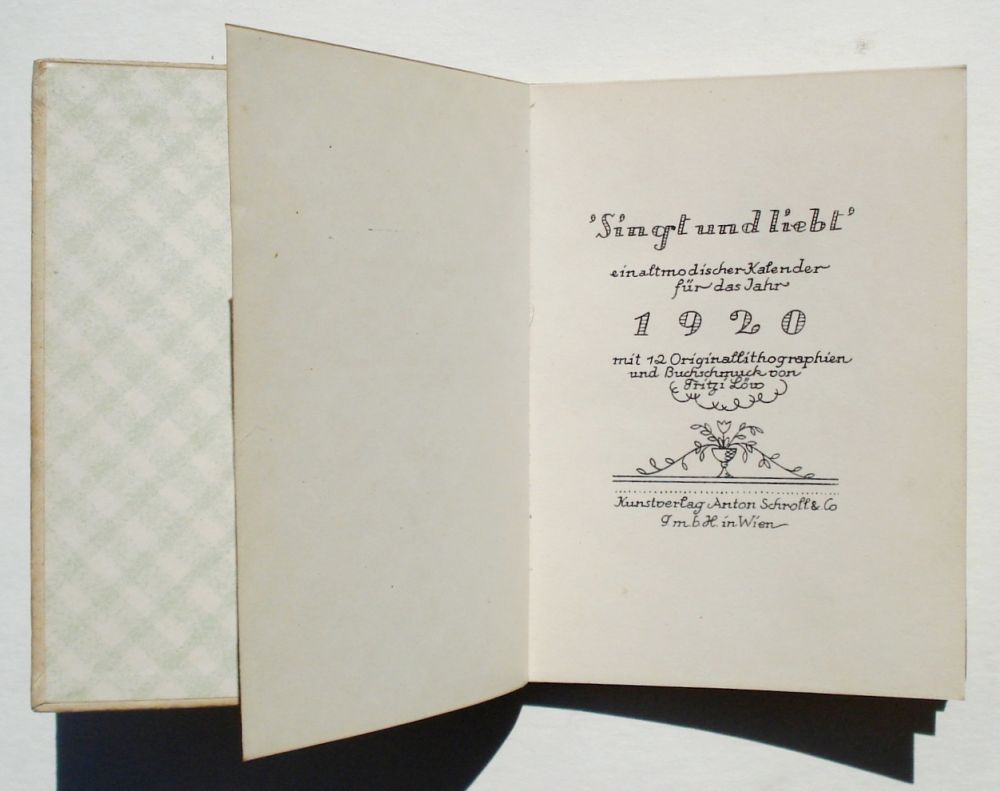 'Singt und liebt'
ein altmodischer Kalender
für das Jahr
1920
mit 12 Originallithographien
und Buchschmuck von
Fritzi Löw
Kunstverlag Anton Schroll & Co
G m b H. in Wien